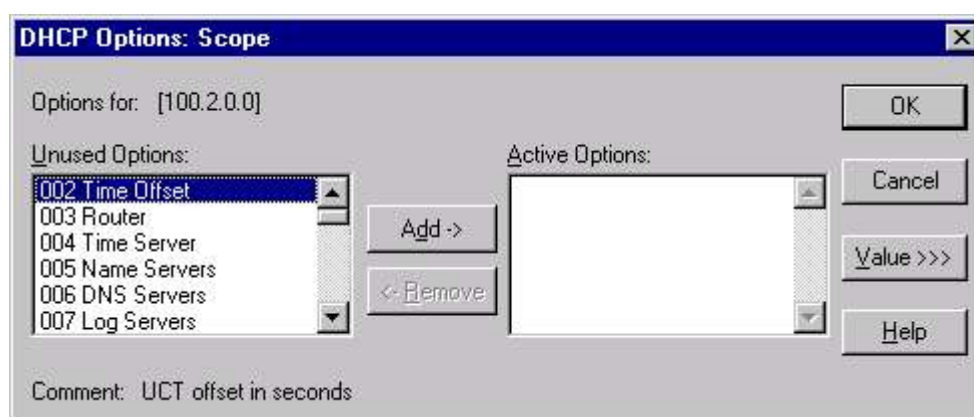 DHCP Options: Scope
Options for: [100.2.0.0]
OK
Unused Options:
Active Options:
002 Time Offset
003 Router
004 Time Server
005 Name Servers
006 DNS Servers
007 Log Servers
Add ->
<- Remove
Cancel
Value >>>
Help
Comment: UCT offset in seconds